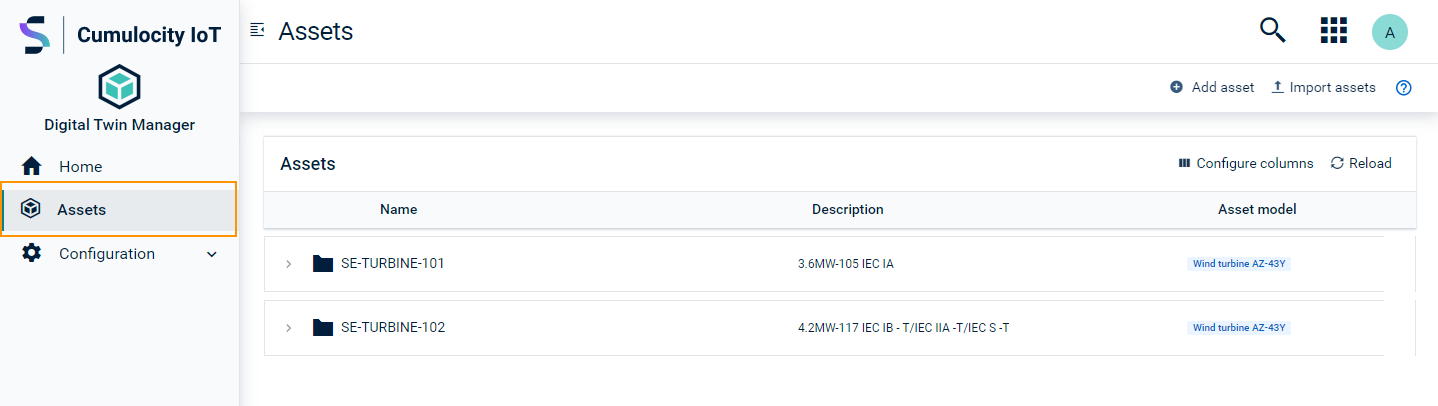 Cumulocity IoT
Digital Twin Manager
Home
Assets
Configuration
Assets
A
Add asset
Import assets
Assets
Configure columns
Reload
Name Description Asset model
SE-TURBINE-101 3.6MW-105 IEC IA Wind turbine AZ-43Y
SE-TURBINE-102 4.2MW-117 IEC IB - T/IEC IIA -T/IEC S -T Wind turbine AZ-43Y